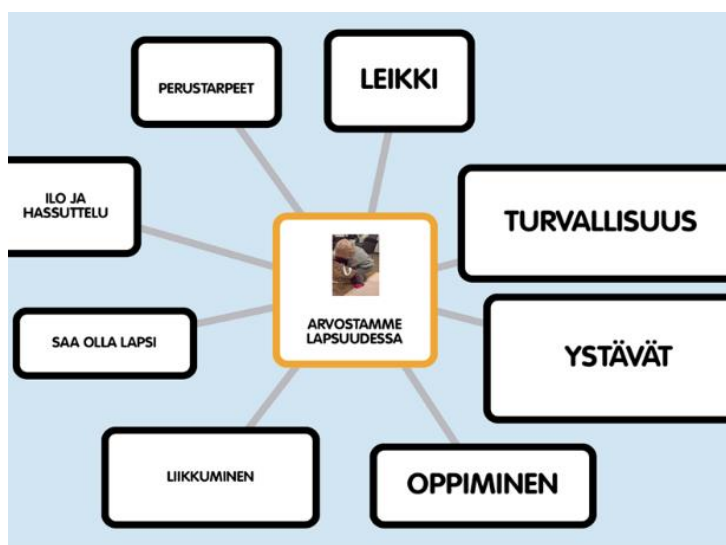 PERUSTARPEET
LEIKKI
ILO JA
HASSUTTELU
TURVALLISUUS
ARVOSTAMME
LAPSUUDESSA
SAA OLLA LAPSI
YSTÄVÄT
LIIKKUMINEN
OPPIMINEN